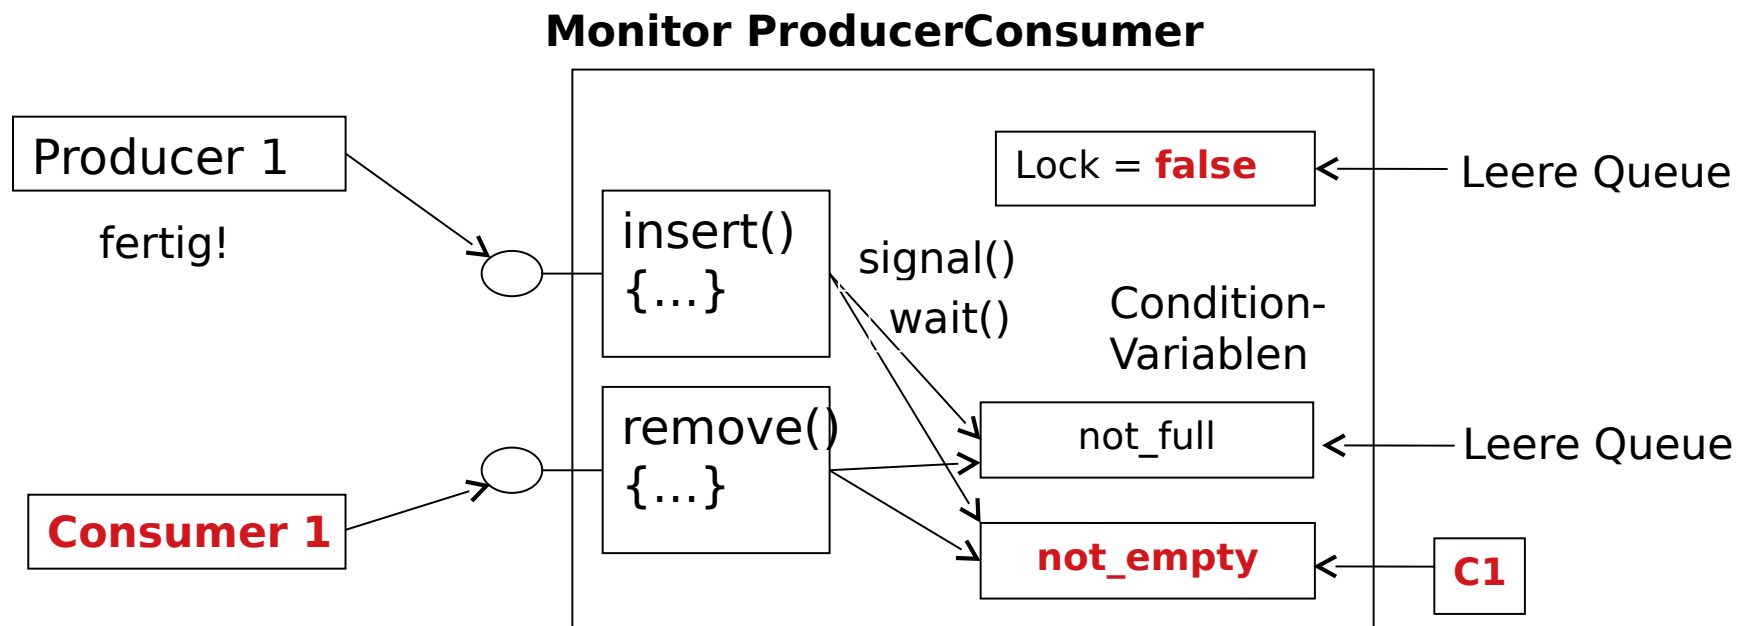 Monitor ProducerConsumer
Producer 1
fertig!
Lock = false
Leere Queue
insert()
{...}
signal()
wait()
Condition-
Variablen
remove()
{...}
not_full
Leere Queue
Consumer 1
not_empty
C1